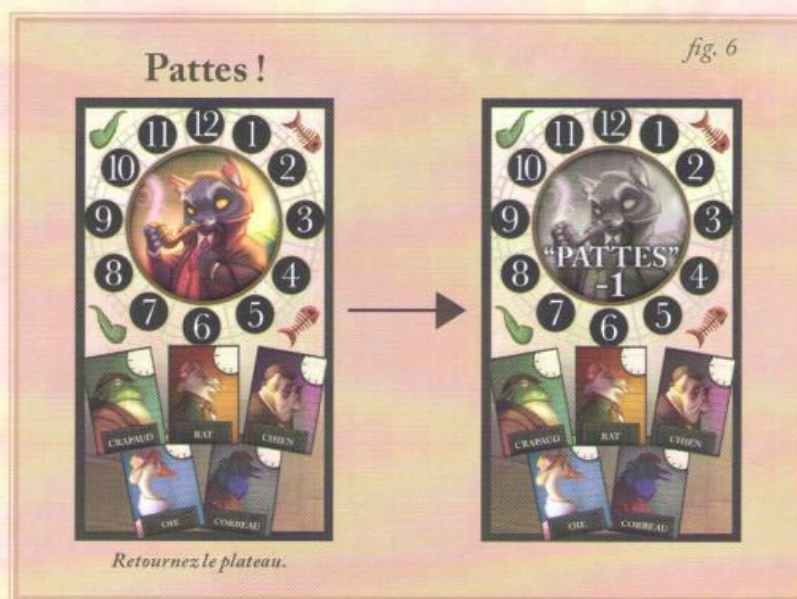 fig. 6
Pattes !
12
11 1
10 2
9 3
8 4
7 5
6
CRAPAUD RAT CHIEN
OIE CORBEAU
12
11 1
10 2
9 3
"PATTES"
-1
8 4
7 5
6
CRAPAUD RAT CHIEN
OIE CORBEAU
Retournez le plateau.